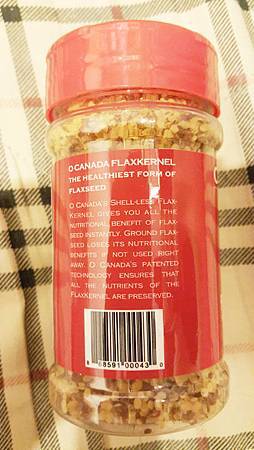 O CANADA FLAXKERNEL
THE HEALTHIEST FORM OF
FLAXSEED
O CANADA'S SHELL-LESS FLAX-
KERNEL GIVES YOU ALL THE
NUTRITIONAL BENEFIT OF FLAX-
SEED INSTANTLY. GROUND FLAX-
SEED LOSES ITS NUTRITIONAL
BENEFITS IF NOT USED RIGHT
AWAY. O CANADA'S PATENTED
TECHNOLOGY ENSURES THAT
ALL THE NUTRIENTS OF THE
FLAXKERNEL ARE PRESERVED.
68591 00043 0